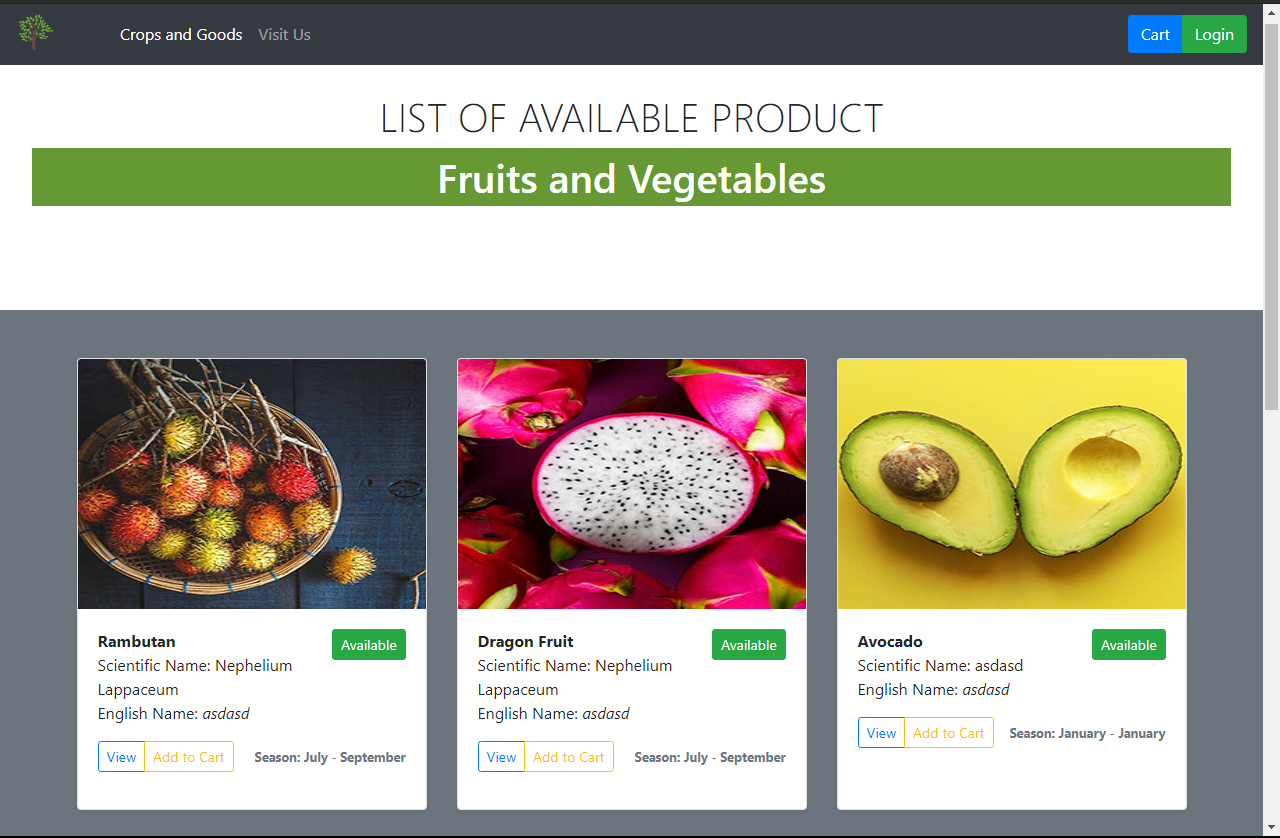 Crops and Goods Visit Us Cart Login
LIST OF AVAILABLE PRODUCT
Fruits and Vegetables
Rambutan Available
Scientific Name: Nephelium
Lappaceum
English Name: asdasd
View Add to Cart Season: July - September
Dragon Fruit Available
Scientific Name: Nephelium
Lappaceum
English Name: asdasd
View Add to Cart Season: July - September
Avocado Available
Scientific Name: asdasd
English Name: asdasd
View Add to Cart Season: January - January